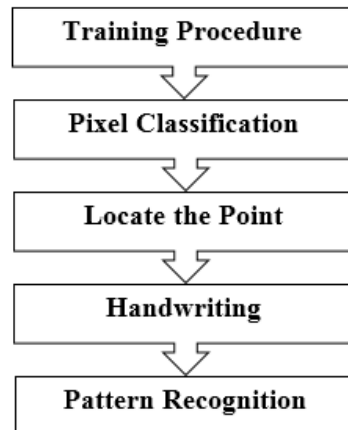 Training Procedure
Pixel Classification
Locate the Point
Handwriting
Pattern Recognition